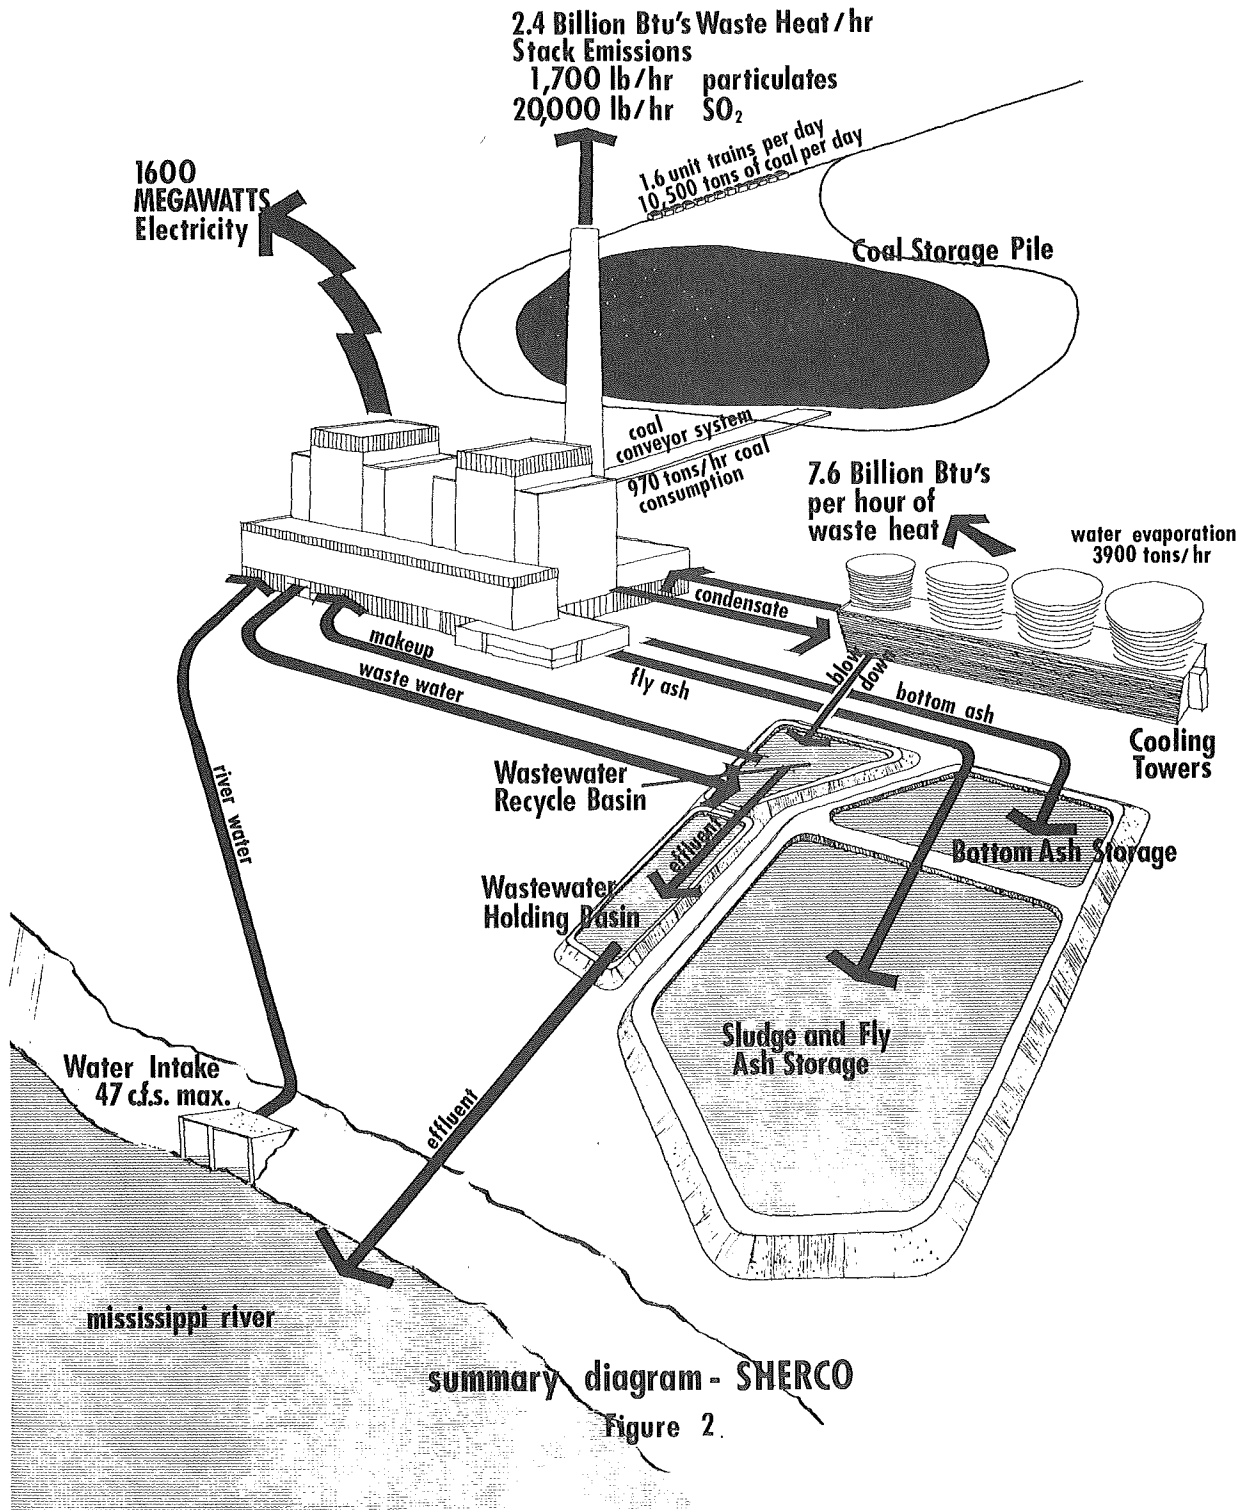 2.4 Billion Btu's Waste Heat/hr
Stack Emissions
1,700 lb/hr particulates
20,000 lb/hr SO₂
1600
MEGAWATTS
Electricity
1.6 unit trains per day
10,500 tons of coal per day
Coal Storage Pile
coal
conveyor system
970 tons/hr coal
consumption
7.6 Billion Btu's
per hour of
waste heat
water evaporation
3900 tons/hr
condensate
makeup
waste water
fly ash
blow
down
bottom ash
Cooling
Towers
Wastewater
Recycle Basin
river water
effluent
Bottom Ash Storage
Wastewater
Holding Basin
Sludge and Fly
Ash Storage
Water Intake
47 c.f.s. max.
effluent
mississippi river
summary diagram - SHERCO
Figure 2.